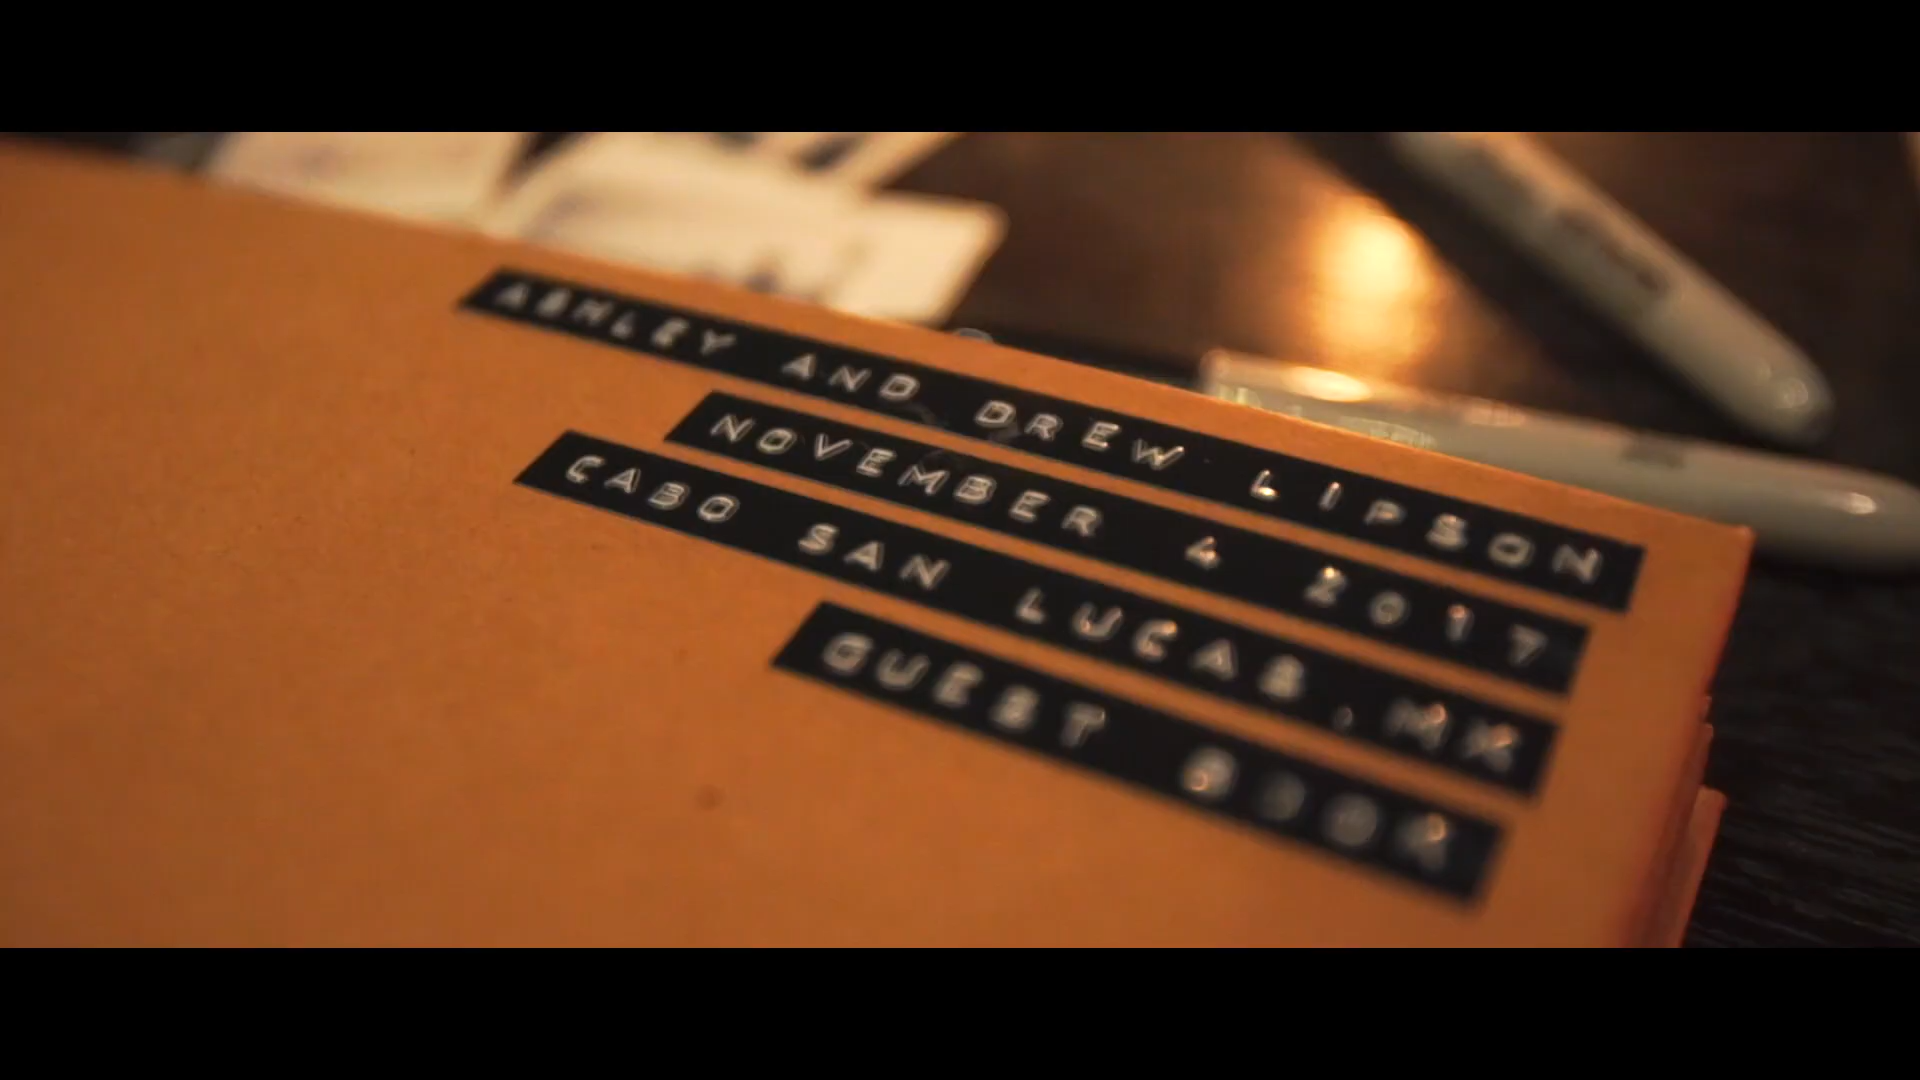 ASHLEY AND DREW LIPSON
NOVEMBER 4 2017
CABO SAN LUCAS, MX
GUEST BOOK